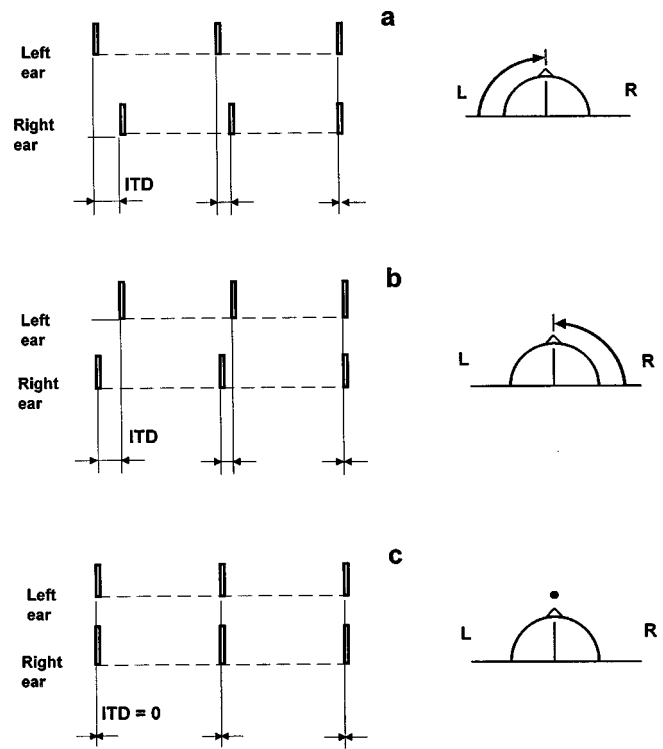 a
Left
ear
L
R
Right
ear
ITD
b
Left
ear
L
R
Right
ear
ITD
c
Left
ear
L
R
Right
ear
ITD = 0